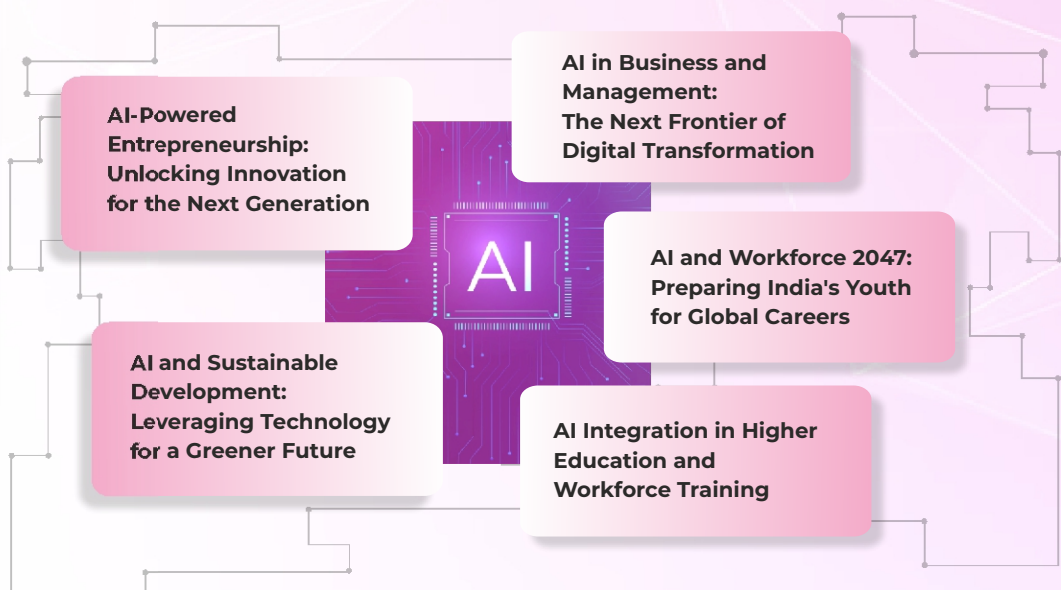 AI-Powered
Entrepreneurship:
Unlocking Innovation
for the Next Generation
AI in Business and
Management:
The Next Frontier of
Digital Transformation
AI
AI and Workforce 2047:
Preparing India's Youth
for Global Careers
AI and Sustainable
Development:
Leveraging Technology
for a Greener Future
AI Integration in Higher
Education and
Workforce Training